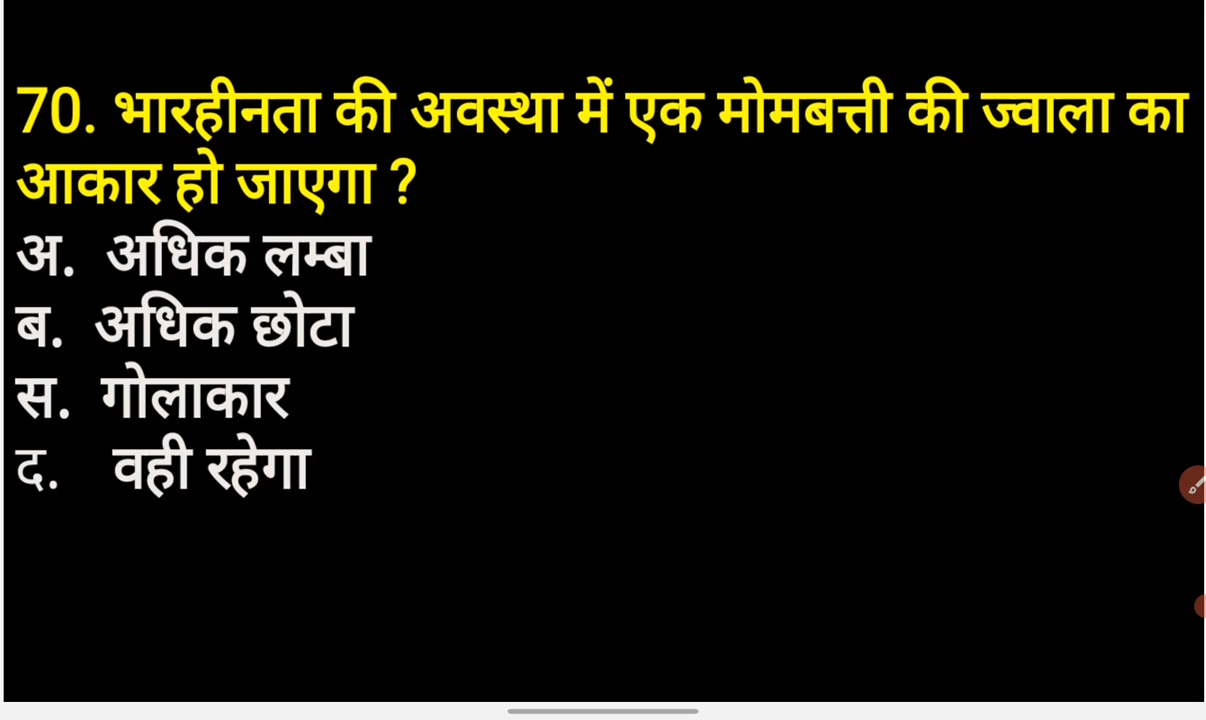 70. भारहीनता की अवस्था में एक मोमबत्ती की ज्वाला का
आकार हो जाएगा ?
अ. अधिक लम्बा
ब. अधिक छोटा
स. गोलाकार
द. वही रहेगा